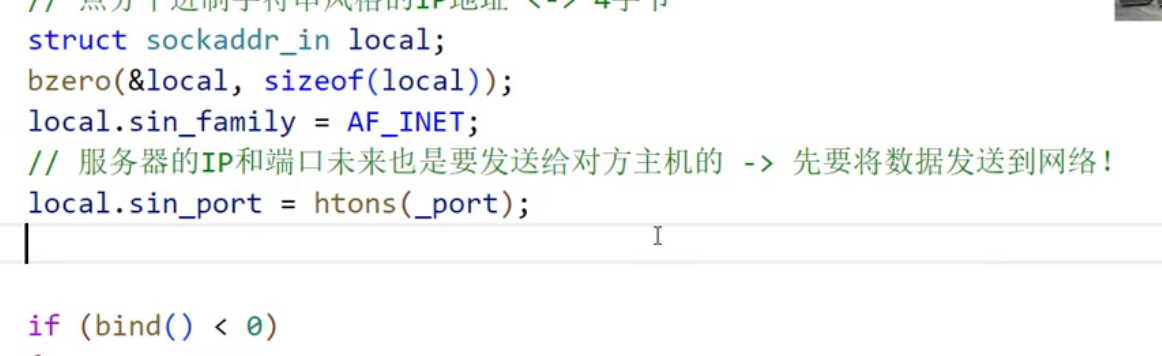 // 点分十进制字符串风格的IP地址 <-> 4字节
struct sockaddr_in local;
bzero(&local, sizeof(local));
local.sin_family = AF_INET;
// 服务器的IP和端口未来也是要发送给对方主机的 -> 先要将数据发送到网络！
local.sin_port = htons(_port);
if (bind() < 0)